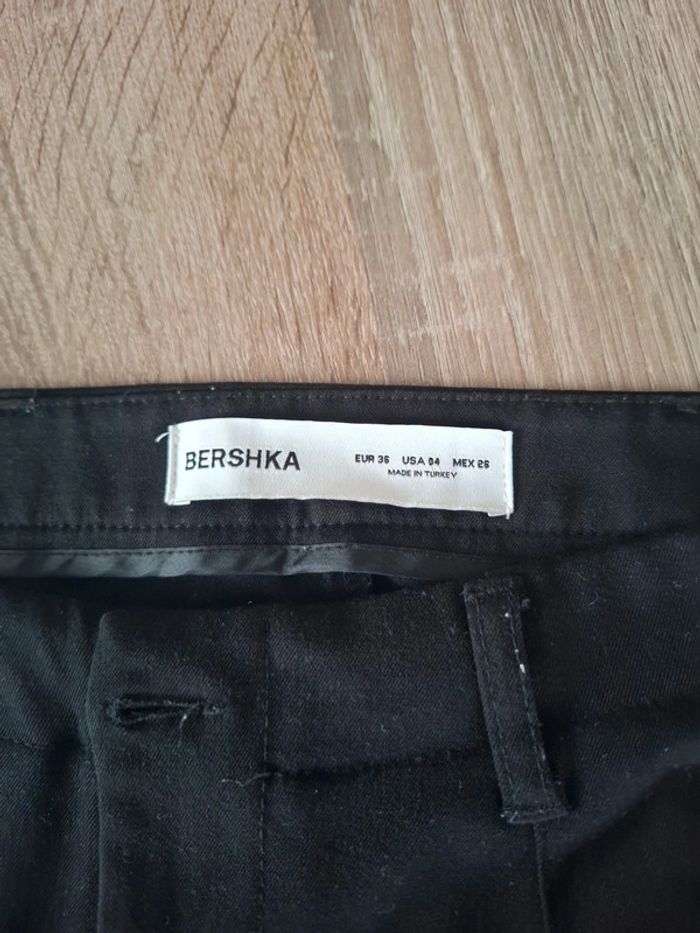 BERSHKA
EUR 36 USA 04 MEX 26
MADE IN TURKEY